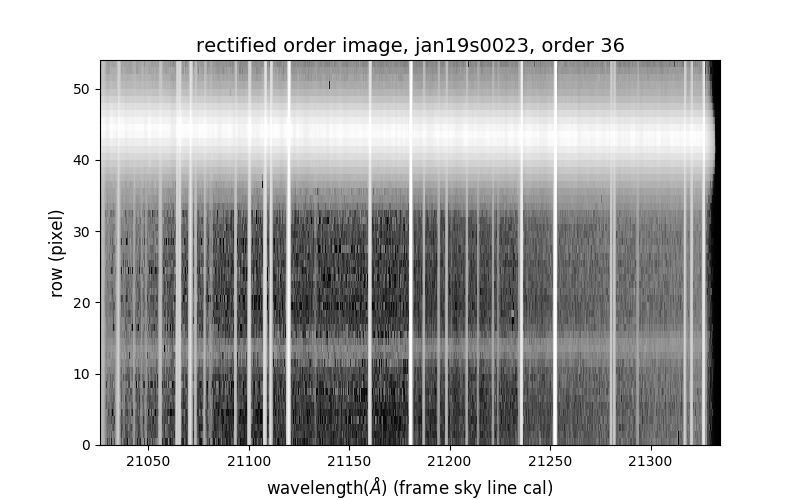 rectified order image, jan19s0023, order 36
row (pixel)
50
40
30
20
10
0
21050 21100 21150 21200 21250 21300
wavelength(Å) (frame sky line cal)